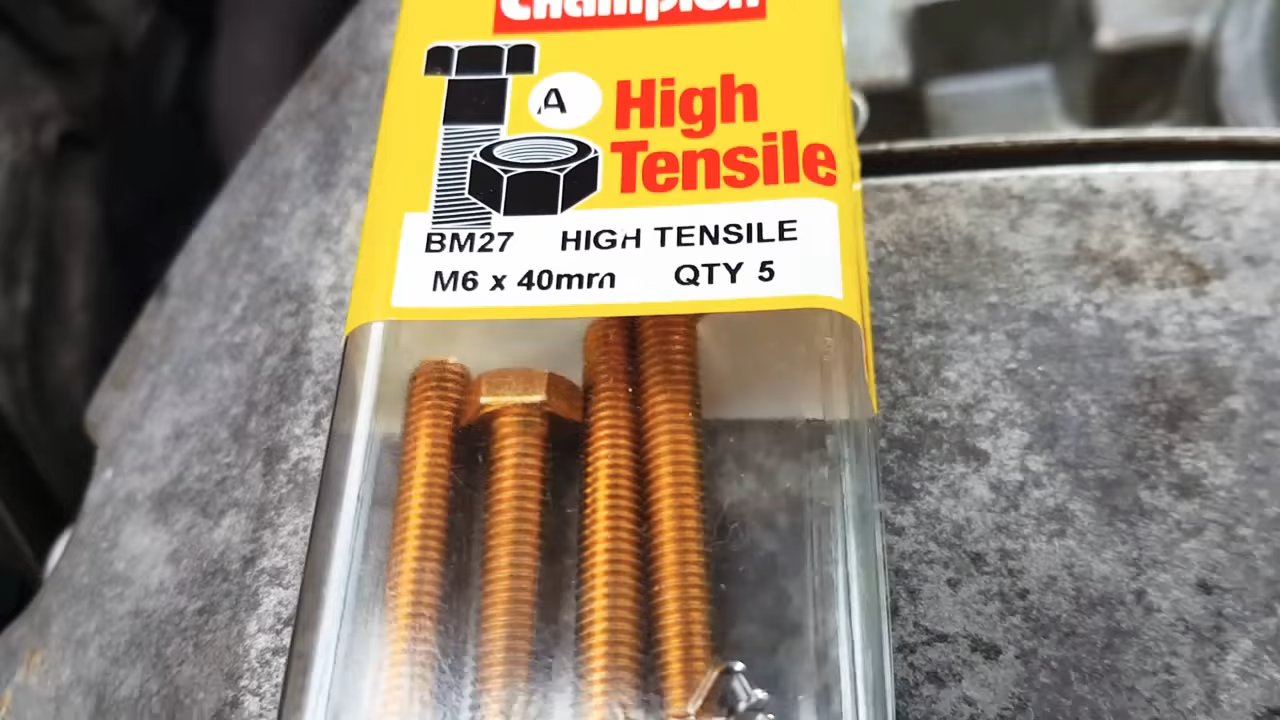 Champion
A
High
Tensile
BM27 HIGH TENSILE
M6 x 40mm QTY 5